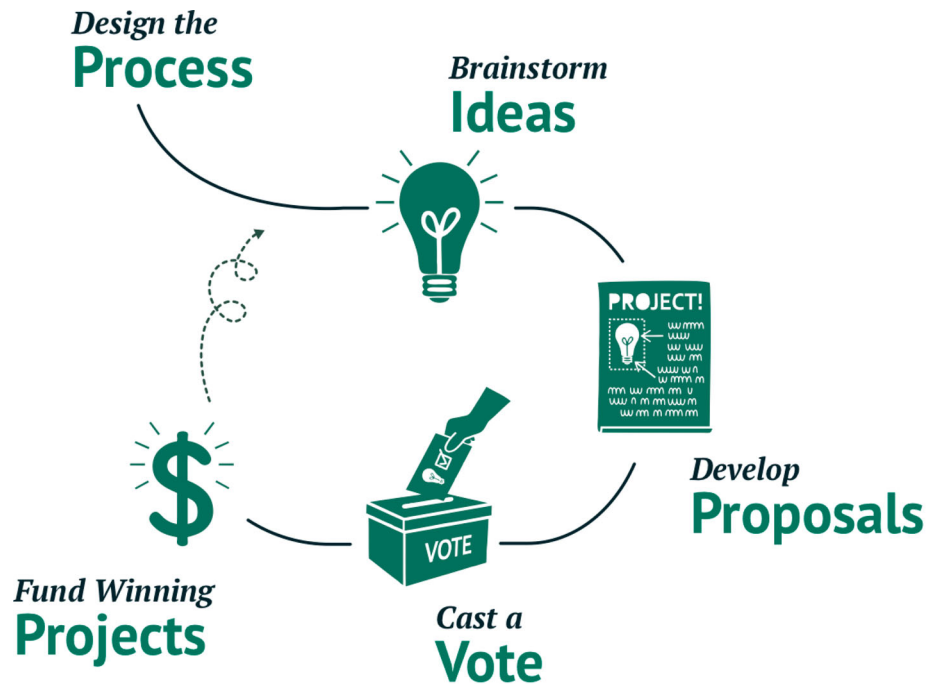 Design the
Process
Brainstorm
Ideas
PROJECT!
Develop
Proposals
VOTE
Cast a
Vote
Fund Winning
Projects